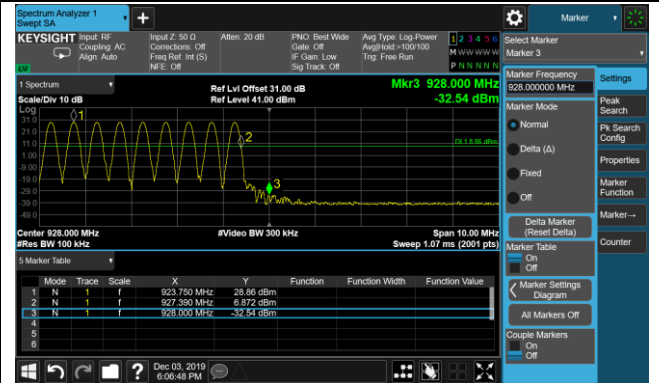 Spectrum Analyzer 1
Swept SA
+
Marker
KEYSIGHT
Input: RF
Coupling: AC
Align: Auto
Input Z: 50 Ω
Corrections: Off
Freq Ref: Int (S)
NFE: Off
Atten: 20 dB
PNO: Best Wide
Gate: Off
IF Gain: Low
Sig Track: Off
Avg Type: Log-Power
Avg|Hold:>100/100
Trig: Free Run
1 2 3 4 5 6
M W W W W W
P N N N N N
1 Spectrum
Scale/Div 10 dB
Ref Lvl Offset 31.00 dB
Ref Level 41.00 dBm
Mkr3 928.000 MHz
-32.54 dBm
Log
31.0
21.0
11.0
1.00
-9.00
-19.0
-29.0
-39.0
-49.0
1
2
3
DL1 8.86 dBm
Center 928.000 MHz
#Res BW 100 kHz
#Video BW 300 kHz
Span 10.00 MHz
Sweep 1.07 ms (2001 pts)
5 Marker Table
Mode Trace Scale X Y Function Function Width Function Value
1 N 1 f 923.750 MHz 28.86 dBm
2 N 1 f 927.390 MHz 6.872 dBm
3 N 1 f 928.000 MHz -32.54 dBm
4
5
6
Dec 03, 2019
6:06:48 PM
?
Select Marker
Marker 3
Marker Frequency
928.000000 MHz
Marker Mode
Normal
Delta (Δ)
Fixed
Off
Delta Marker
(Reset Delta)
Marker Table
On
Off
Marker Settings
Diagram
All Markers Off
Couple Markers
On
Off
Settings
Peak
Search
Pk Search
Config
Properties
Marker
Function
Marker→
Counter